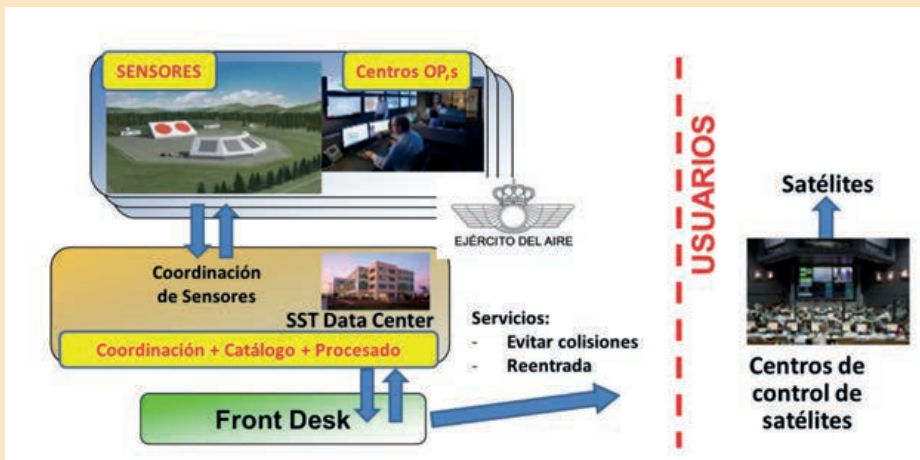 SENSORES
Centros OP,s
EJÉRCITO DEL AIRE
Coordinación
de Sensores
SST Data Center
Coordinación + Catálogo + Procesado
Front Desk
Servicios:
- Evitar colisiones
- Reentrada
USUARIOS
Satélites
Centros de
control de
satélites